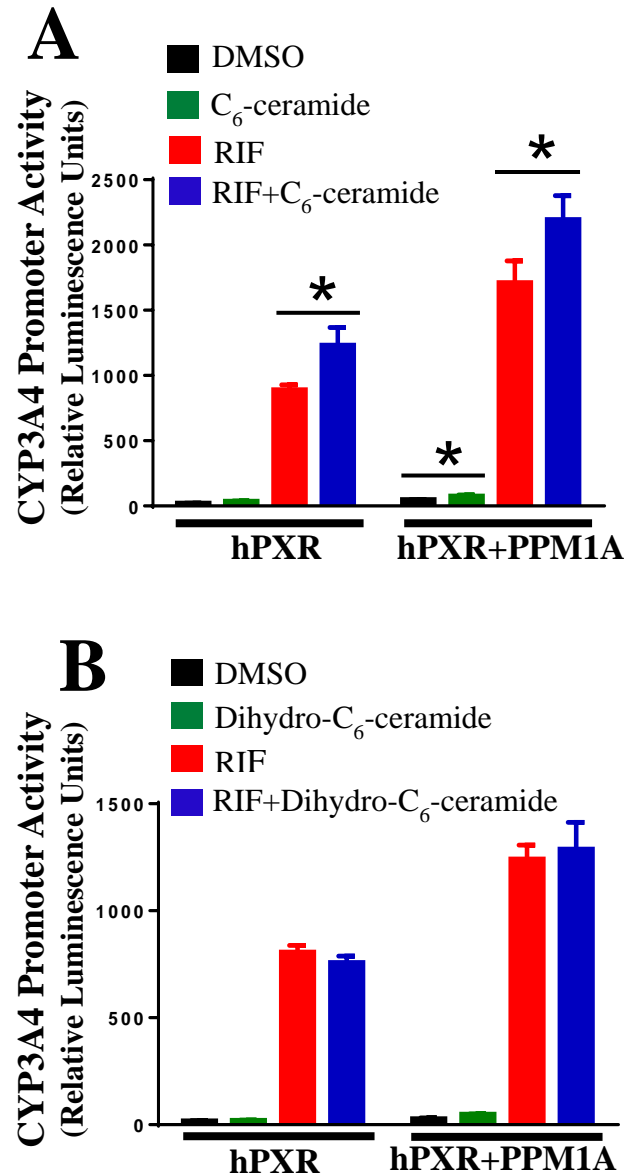 A
DMSO
C6-ceramide
RIF
RIF+C6-ceramide
CYP3A4 Promoter Activity
(Relative Luminescence Units)
2500
2000
1500
1000
500
0
*
*
*
hPXR
hPXR+PPM1A
B
DMSO
Dihydro-C6-ceramide
RIF
RIF+Dihydro-C6-ceramide
CYP3A4 Promoter Activity
(Relative Luminescence Units)
1500
1000
500
0
hPXR
hPXR+PPM1A